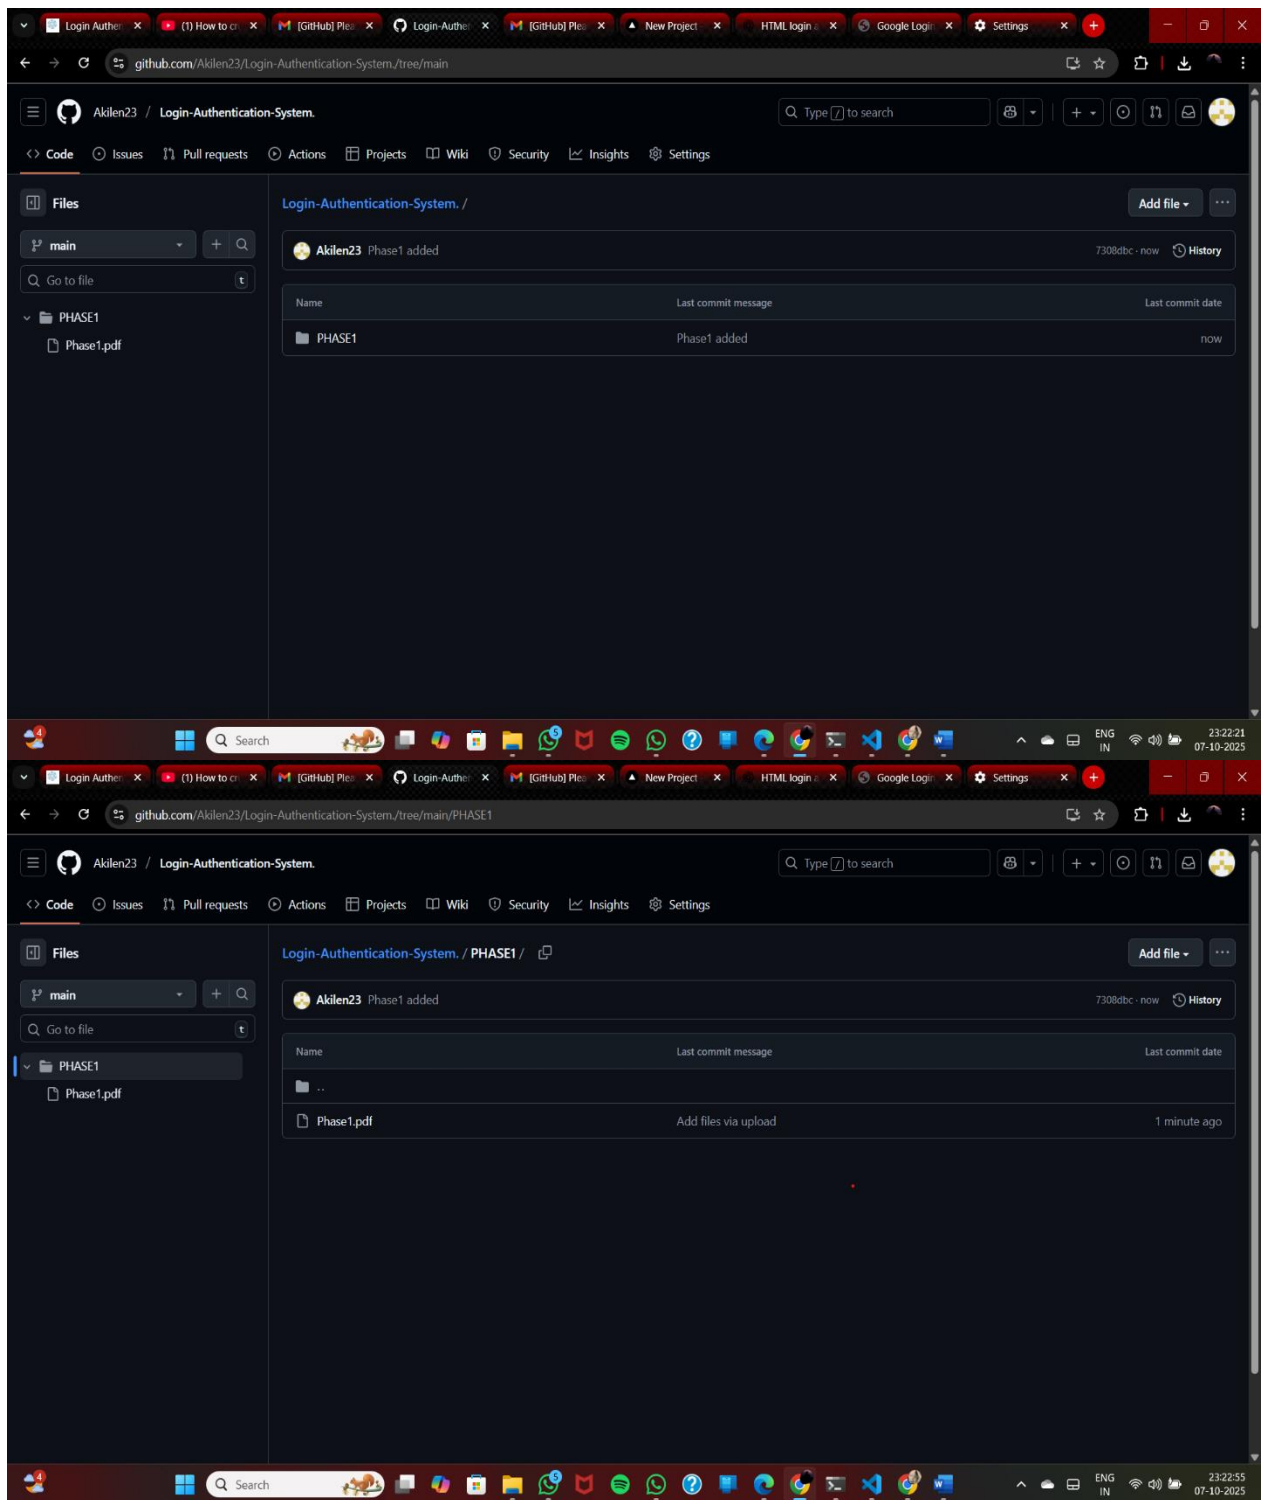 Login Authen
(1) How to cr
[GitHub] Plea
Login-Authe
[GitHub] Plea
New Project
HTML login a
Google Login
Settings
github.com/Akilen23/Login-Authentication-System./tree/main
Akilen23 / Login-Authentication-System.
Type / to search
Code Issues Pull requests Actions Projects Wiki Security Insights Settings
Files
Login-Authentication-System. /
Add file
main
Akilen23 Phase1 added
7308dbc · now History
Go to file t
Name Last commit message Last commit date
PHASE1
PHASE1 Phase1 added now
Phase1.pdf
4
Search
5
ENG
IN
23:22:21
07-10-2025
Login Authen
(1) How to cr
[GitHub] Plea
Login-Authe
[GitHub] Plea
New Project
HTML login a
Google Login
Settings
github.com/Akilen23/Login-Authentication-System./tree/main/PHASE1
Akilen23 / Login-Authentication-System.
Type / to search
Code Issues Pull requests Actions Projects Wiki Security Insights Settings
Files
Login-Authentication-System. / PHASE1 /
Add file
main
Akilen23 Phase1 added
7308dbc · now History
Go to file t
Name Last commit message Last commit date
PHASE1
..
Phase1.pdf
Phase1.pdf Add files via upload 1 minute ago
4
Search
5
ENG
IN
23:22:55
07-10-2025